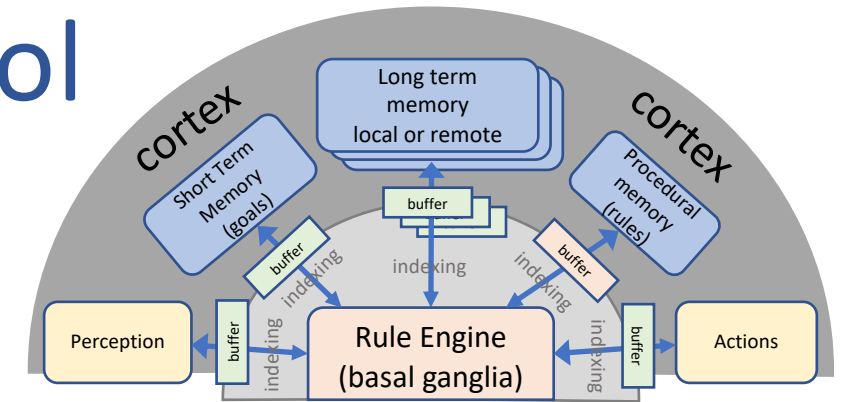 ol
cortex
cortex
Long term
memory
local or remote
Short Term
Memory
(goals)
Procedural
memory
(rules)
buffer
buffer
buffer
indexing
indexing
indexing
Perception
buffer
indexing
Rule Engine
(basal ganglia)
indexing
buffer
Actions